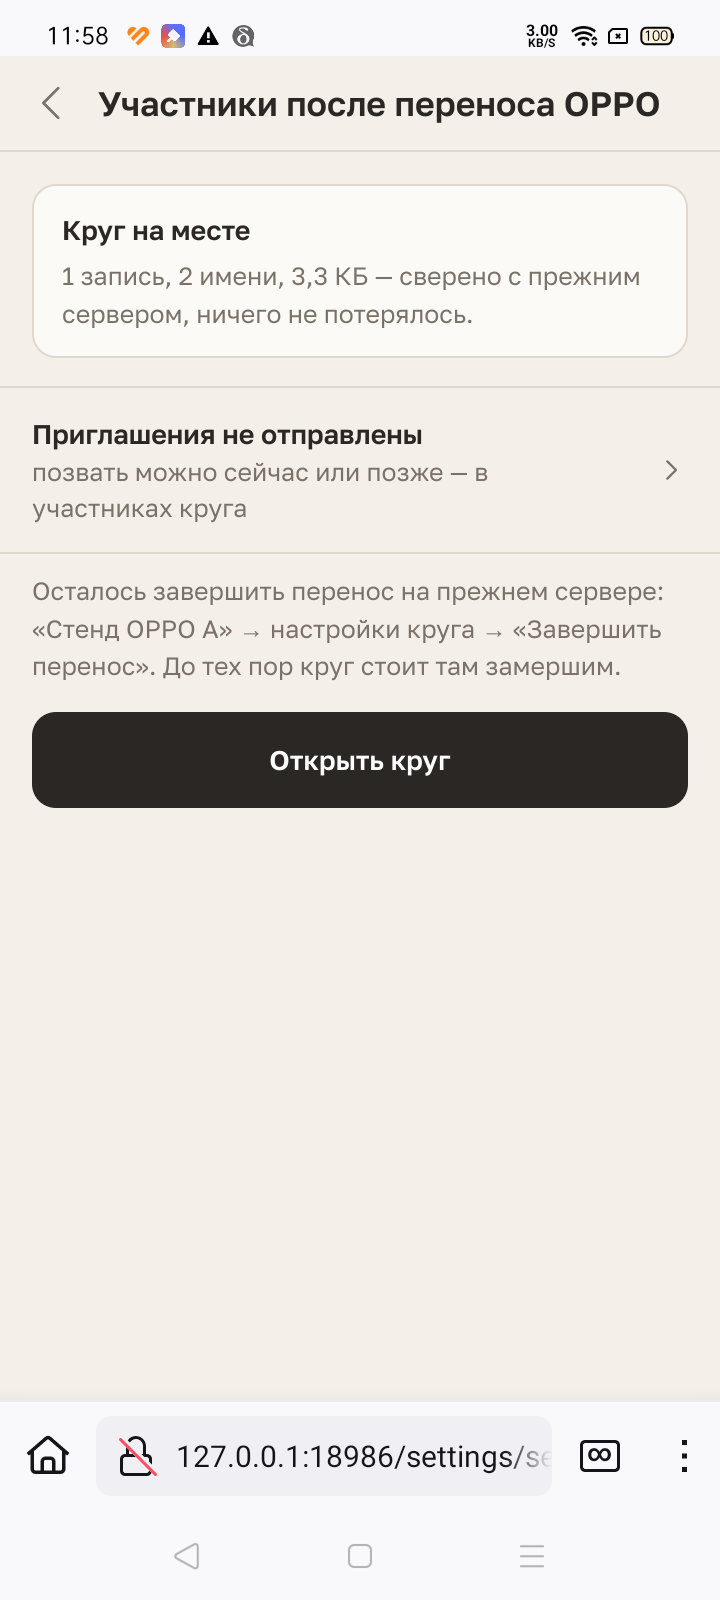 11:58
3.00
KB/S
100
Участники после переноса OPPO
Круг на месте
1 запись, 2 имени, 3,3 КБ — сверено с прежним
сервером, ничего не потерялось.
Приглашения не отправлены
позвать можно сейчас или позже — в
участниках круга
Осталось завершить перенос на прежнем сервере:
«Стенд OPPO A» → настройки круга → «Завершить
перенос». До тех пор круг стоит там замершим.
Открыть круг
127.0.0.1:18986/settings/se